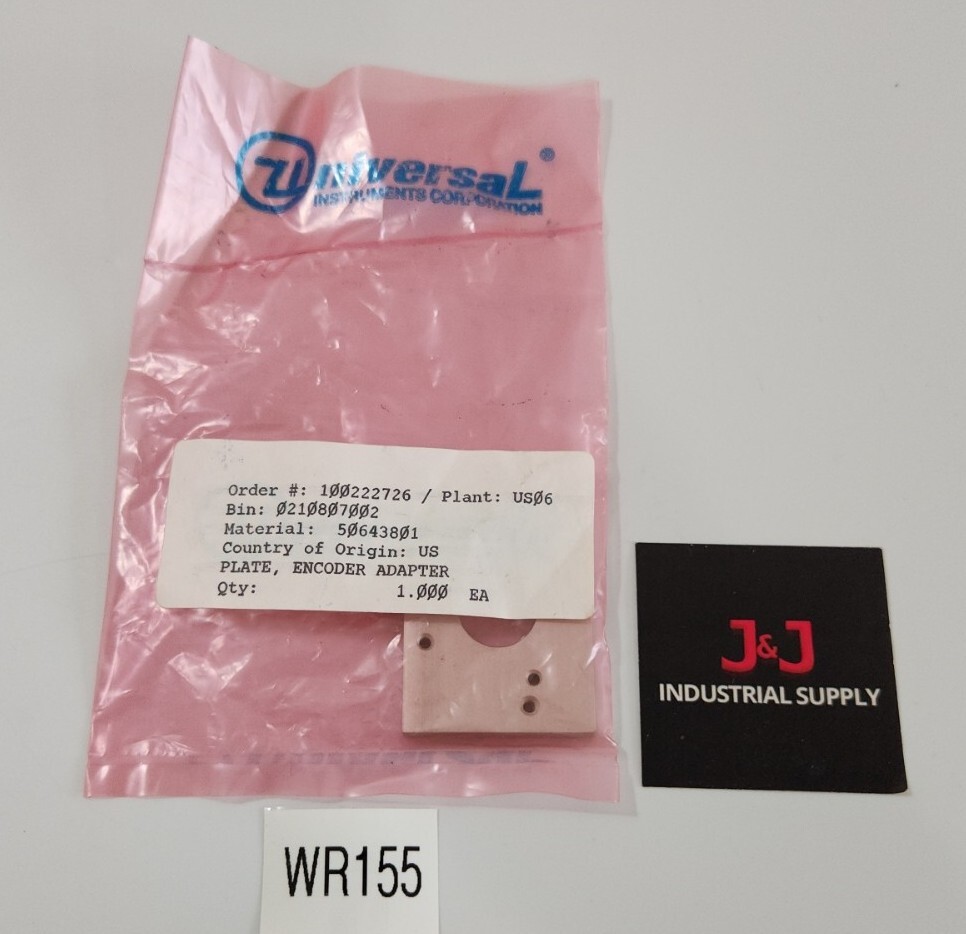 Universal ®
INSTRUMENTS CORPORATION
Order #: 100222726 / Plant: US06
Bin: 0210807002
Material: 50643801
Country of Origin: US
PLATE, ENCODER ADAPTER
Qty: 1.000 EA
J&J
INDUSTRIAL SUPPLY
WR155